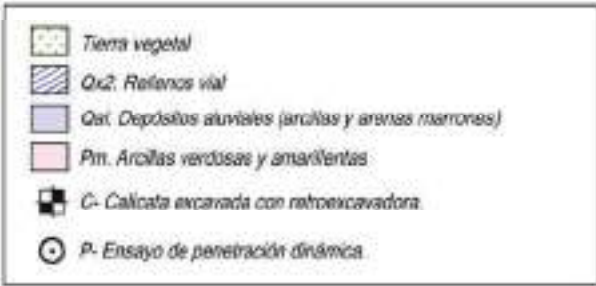 Tierra vegetal
Qx2: Rellenos vial
Qal. Depósitos aluviales (arcillas y arenas marrones)
Pm. Arcillas verdosas y amarillentas
C- Calicata excavada con retroexcavadora.
P- Ensayo de penetración dinámica.